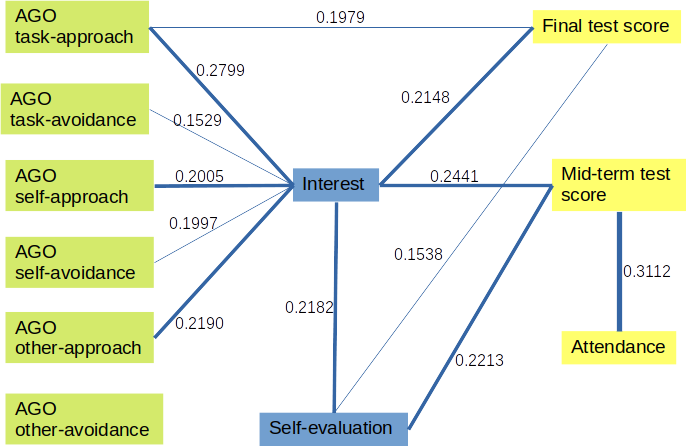 AGO
task-approach
0.1979
Final test score
0.2799
0.2148
AGO
task-avoidance
0.1529
AGO
self-approach
0.2005
Interest
0.2441
Mid-term test
score
0.1997
AGO
self-avoidance
0.1538
0.3112
0.2182
AGO
other-approach
0.2190
Attendance
0.2213
AGO
other-avoidance
Self-evaluation